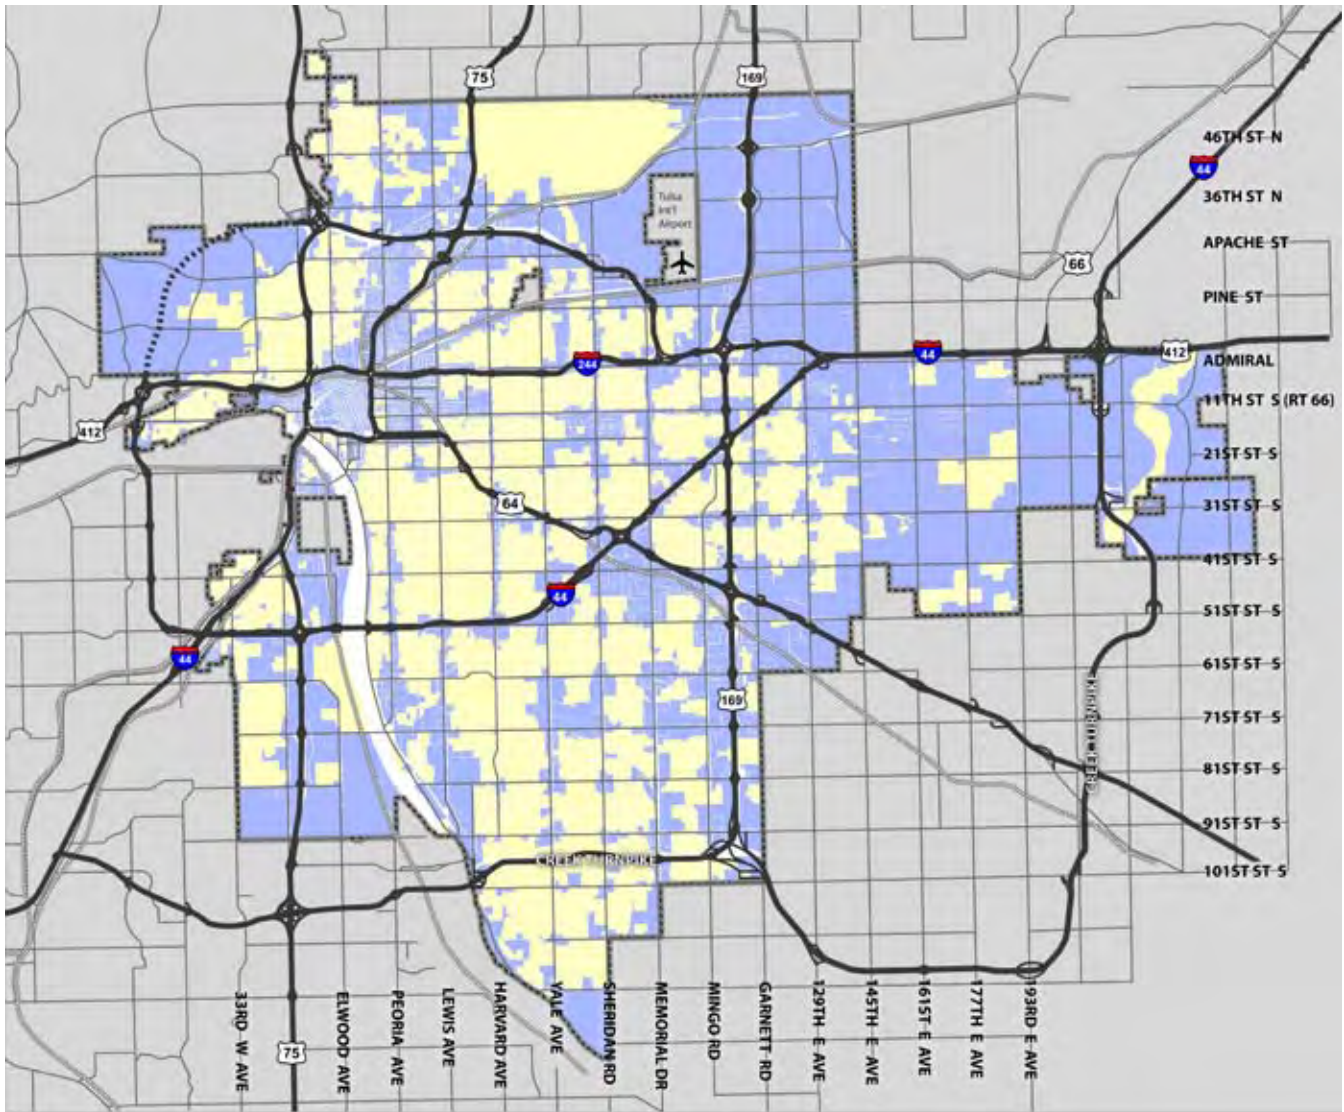 75
169
46TH ST N
44
36TH ST N
Tulsa
Int'l
Airport
APACHE ST
66
PINE ST
412
44
244
ADMIRAL
11TH ST S (RT 66)
412
21ST ST S
64
31ST ST S
41ST ST S
44
51ST ST S
44
61ST ST S
169
71ST ST S
CREEK TURNPIKE
81ST ST S
91ST ST S
CREEK TURNPIKE
101ST ST S
33RD W AVE
ELWOOD AVE
PEORIA AVE
LEWIS AVE
HARVARD AVE
YALE AVE
SHERIDAN RD
MEMORIAL DR
MINGO RD
GARNETT RD
129TH E AVE
145TH E AVE
161ST E AVE
177TH E AVE
193RD E AVE
75